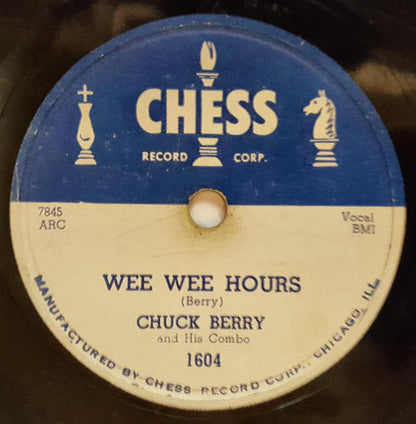 CHESS
RECORD CORP.
7845
ARC
Vocal
BMI
WEE WEE HOURS
(Berry)
CHUCK BERRY
and His Combo
1604
MANUFACTURED BY CHESS RECORD CORP., CHICAGO, ILL